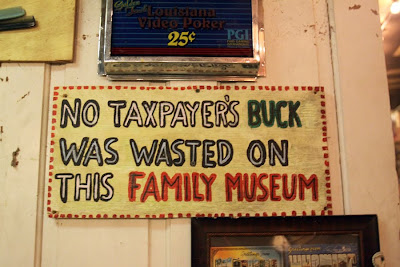 Louisiana
Video Poker
25¢
PGI
NO TAXPAYER'S BUCK
WAS WASTED ON
THIS FAMILY MUSEUM